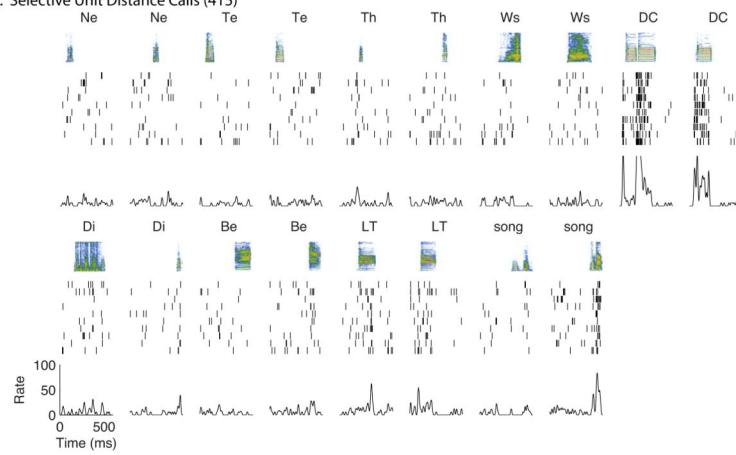 Selective Unit Distance Calls (415)
Ne Ne Te Te Th Th Ws Ws DC DC
Di Di Be Be LT LT song song
100
50
0
Rate
0 500
Time (ms)